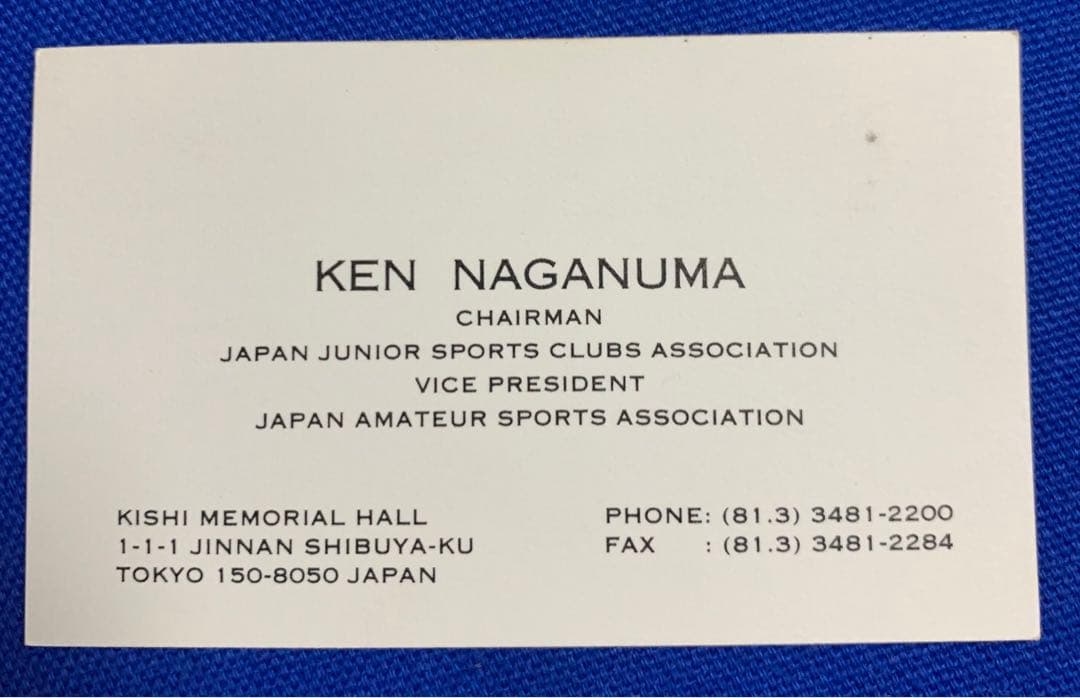 KEN NAGANUMA
CHAIRMAN
JAPAN JUNIOR SPORTS CLUBS ASSOCIATION
VICE PRESIDENT
JAPAN AMATEUR SPORTS ASSOCIATION
KISHI MEMORIAL HALL
1-1-1 JINNAN SHIBUYA-KU
TOKYO 150-8050 JAPAN
PHONE: (81.3) 3481-2200
FAX : (81.3) 3481-2284